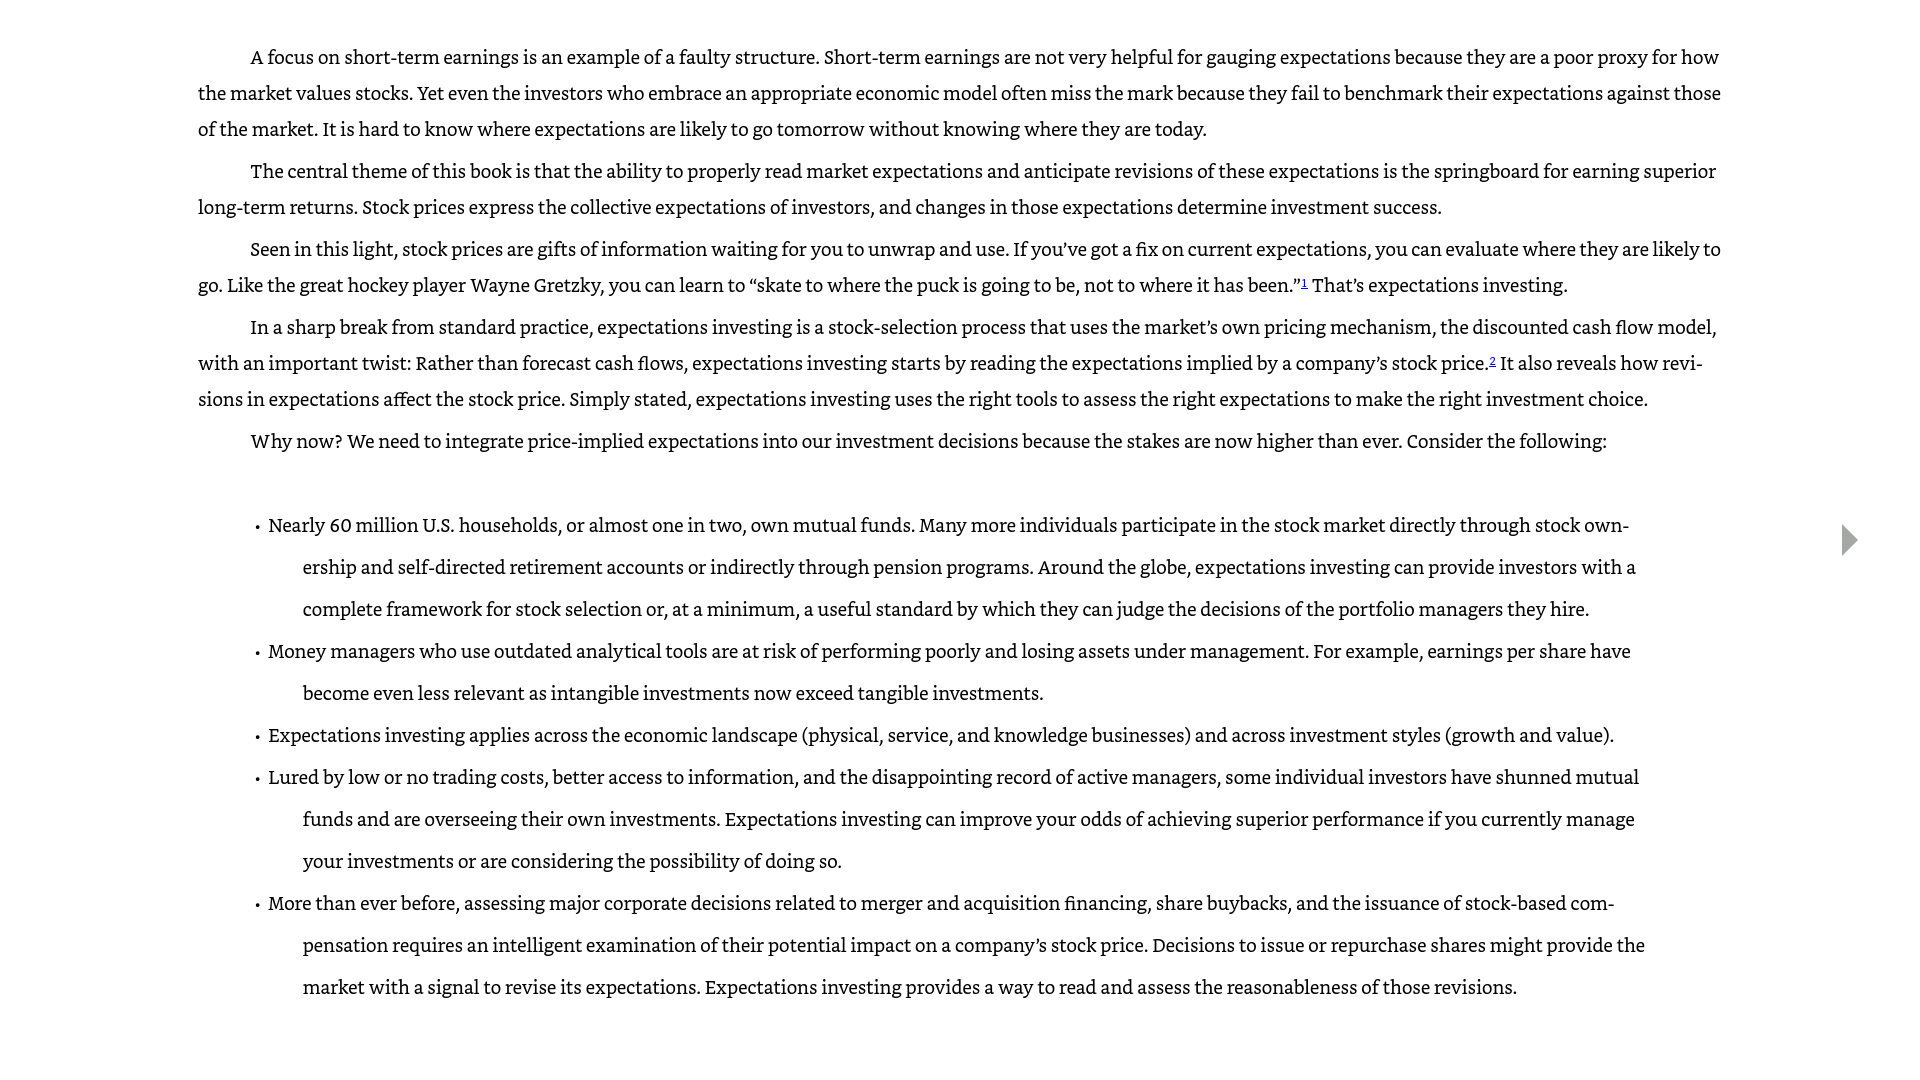 A focus on short-term earnings is an example of a faulty structure. Short-term earnings are not very helpful for gauging expectations because they are a poor proxy for how
the market values stocks. Yet even the investors who embrace an appropriate economic model often miss the mark because they fail to benchmark their expectations against those
of the market. It is hard to know where expectations are likely to go tomorrow without knowing where they are today.
The central theme of this book is that the ability to properly read market expectations and anticipate revisions of these expectations is the springboard for earning superior
long-term returns. Stock prices express the collective expectations of investors, and changes in those expectations determine investment success.
Seen in this light, stock prices are gifts of information waiting for you to unwrap and use. If you’ve got a fix on current expectations, you can evaluate where they are likely to
go. Like the great hockey player Wayne Gretzky, you can learn to “skate to where the puck is going to be, not to where it has been.”1 That’s expectations investing.
In a sharp break from standard practice, expectations investing is a stock-selection process that uses the market’s own pricing mechanism, the discounted cash flow model,
with an important twist: Rather than forecast cash flows, expectations investing starts by reading the expectations implied by a company’s stock price.2 It also reveals how revi-
sions in expectations affect the stock price. Simply stated, expectations investing uses the right tools to assess the right expectations to make the right investment choice.
Why now? We need to integrate price-implied expectations into our investment decisions because the stakes are now higher than ever. Consider the following:
• Nearly 60 million U.S. households, or almost one in two, own mutual funds. Many more individuals participate in the stock market directly through stock own-
ership and self-directed retirement accounts or indirectly through pension programs. Around the globe, expectations investing can provide investors with a
complete framework for stock selection or, at a minimum, a useful standard by which they can judge the decisions of the portfolio managers they hire.
• Money managers who use outdated analytical tools are at risk of performing poorly and losing assets under management. For example, earnings per share have
become even less relevant as intangible investments now exceed tangible investments.
• Expectations investing applies across the economic landscape (physical, service, and knowledge businesses) and across investment styles (growth and value).
• Lured by low or no trading costs, better access to information, and the disappointing record of active managers, some individual investors have shunned mutual
funds and are overseeing their own investments. Expectations investing can improve your odds of achieving superior performance if you currently manage
your investments or are considering the possibility of doing so.
• More than ever before, assessing major corporate decisions related to merger and acquisition financing, share buybacks, and the issuance of stock-based com-
pensation requires an intelligent examination of their potential impact on a company’s stock price. Decisions to issue or repurchase shares might provide the
market with a signal to revise its expectations. Expectations investing provides a way to read and assess the reasonableness of those revisions.